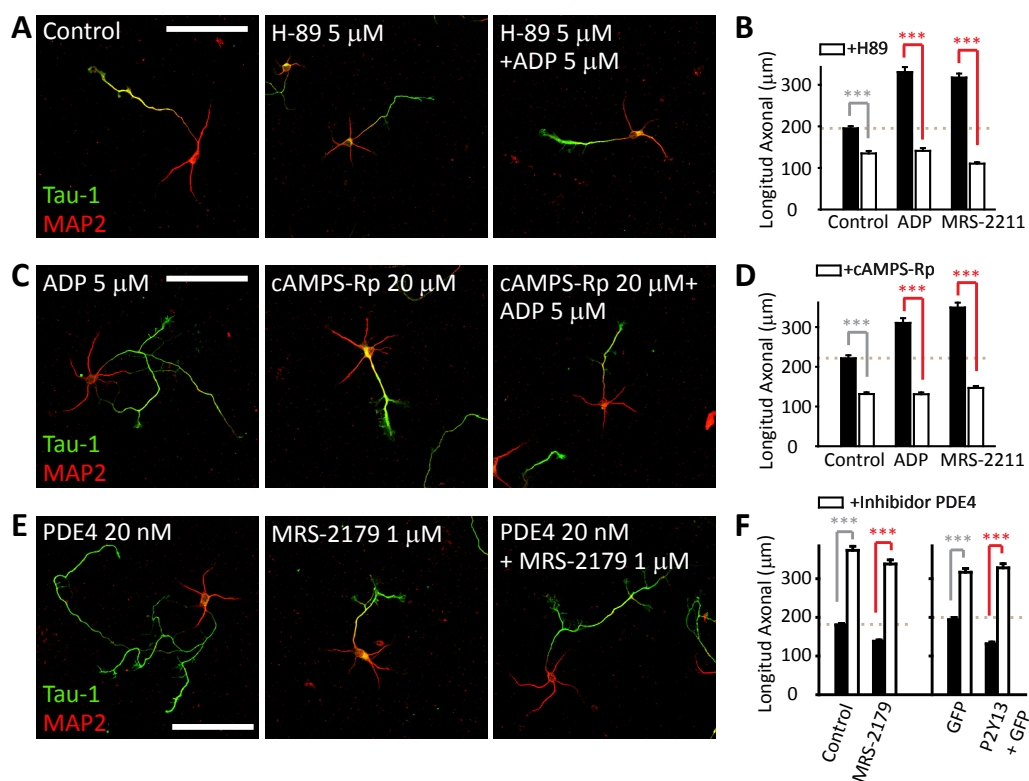 A
Control
Tau-1
MAP2
H-89 5 μM
H-89 5 μM
+ADP 5 μM
B
+H89
Longitud Axonal (μm)
300
200
100
0
***
***
***
Control
ADP
MRS-2211
C
ADP 5 μM
Tau-1
MAP2
cAMPS-Rp 20 μM
cAMPS-Rp 20 μM+
ADP 5 μM
D
+cAMPS-Rp
Longitud Axonal (μm)
300
200
100
0
***
***
***
Control
ADP
MRS-2211
E
PDE4 20 nM
Tau-1
MAP2
MRS-2179 1 μM
PDE4 20 nM
+ MRS-2179 1 μM
F
+Inhibidor PDE4
Longitud Axonal (μm)
300
200
100
0
***
***
***
***
Control
MRS-2179
GFP
P2Y13
+ GFP